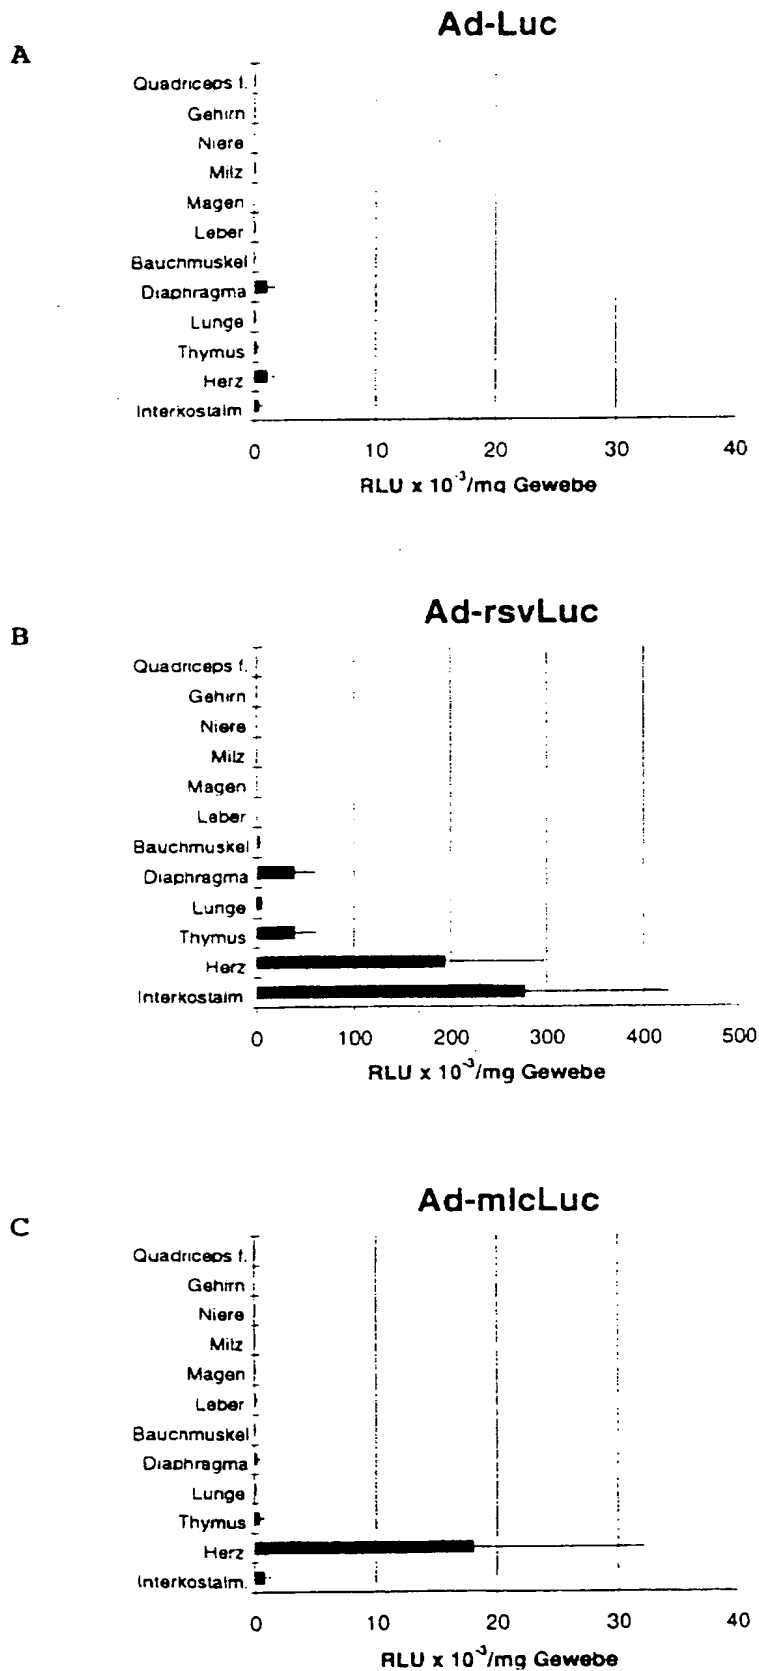 A
Ad-Luc
Quadriceps f.
Gehirn
Niere
Milz
Magen
Leber
Bauchmuskel
Diaphragma
Lunge
Thymus
Herz
Interkostalm
0 10 20 30 40
RLU x 10⁻³/mg Gewebe
B
Ad-rsvLuc
Quadriceps f.
Gehirn
Niere
Milz
Magen
Leber
Bauchmuskel
Diaphragma
Lunge
Thymus
Herz
Interkostalm
0 100 200 300 400 500
RLU x 10⁻³/mg Gewebe
C
Ad-mlcLuc
Quadriceps f.
Gehirn
Niere
Milz
Magen
Leber
Bauchmuskel
Diaphragma
Lunge
Thymus
Herz
Interkostalm.
0 10 20 30 40
RLU x 10⁻³/mg Gewebe